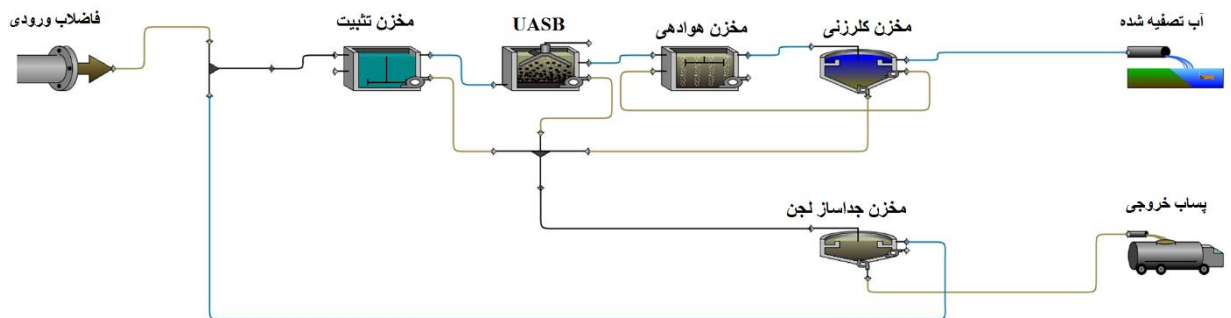 فاضلاب ورودی
مخزن تثبیت
UASB
مخزن هوادهی
مخزن کلرزنی
آب تصفیه شده
مخزن جداساز لجن
پساب خروجی